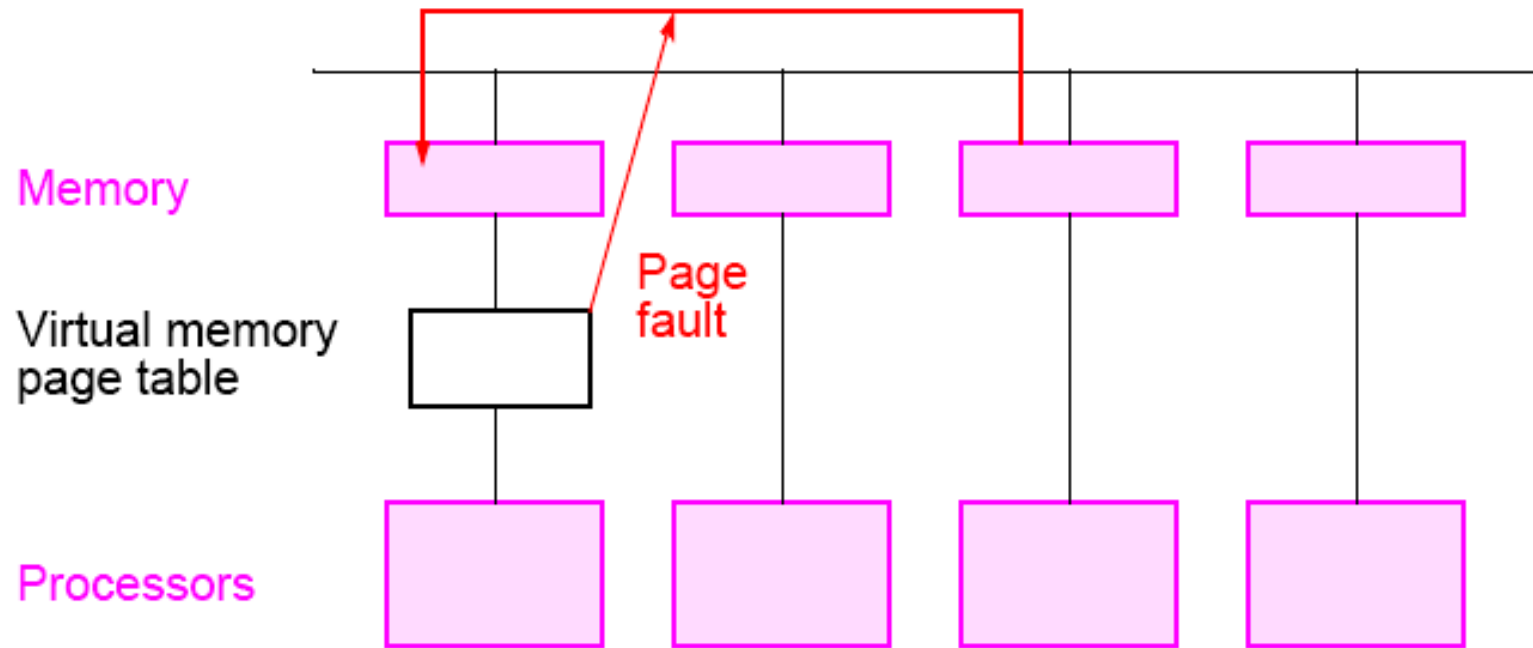 Memory
Page
fault
Virtual memory
page table
Processors